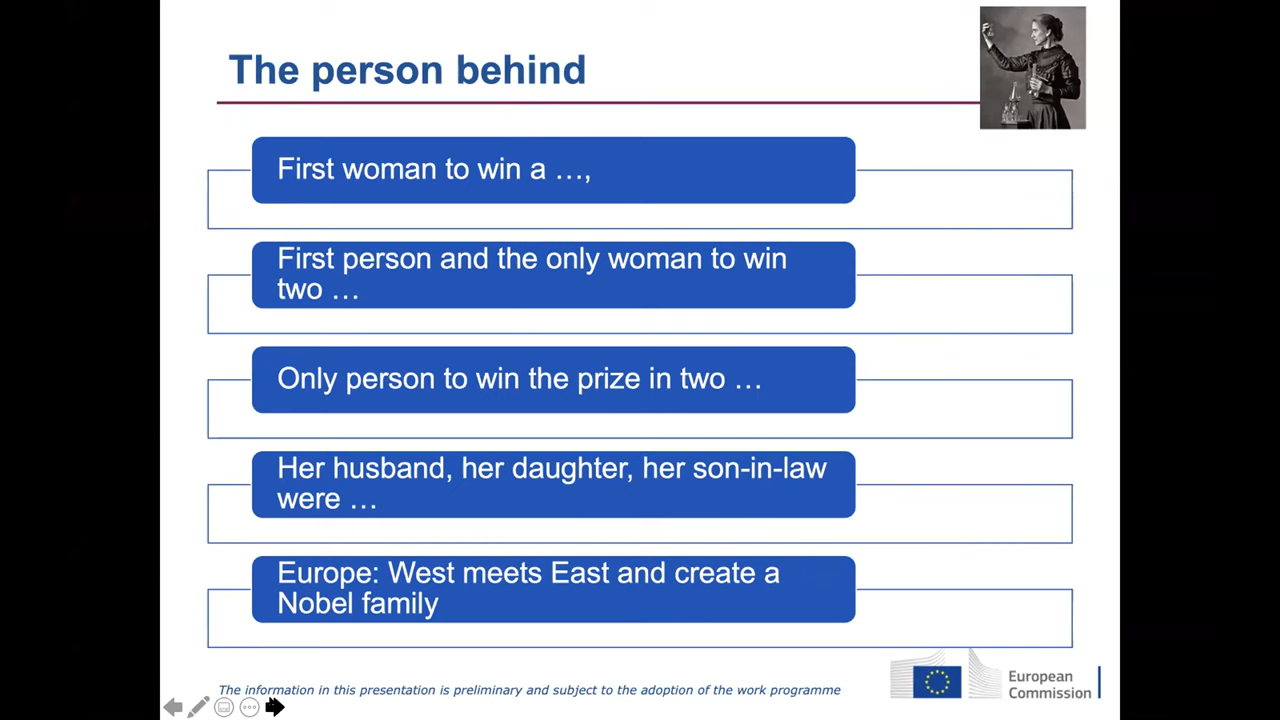 The person behind
First woman to win a …,
First person and the only woman to win
two …
Only person to win the prize in two …
Her husband, her daughter, her son-in-law
were …
Europe: West meets East and create a
Nobel family
The information in this presentation is preliminary and subject to the adoption of the work programme
European
Commission